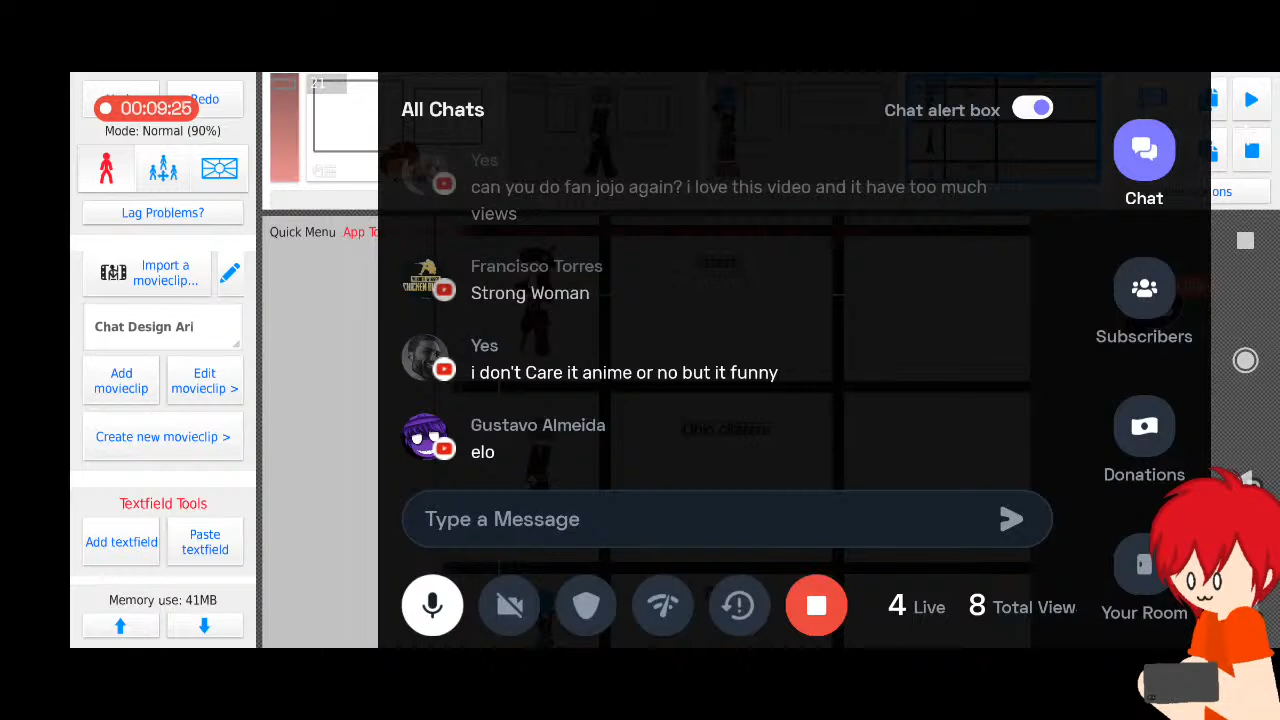 Redo
00:09:25
Mode: Normal (90%)
Lag Problems?
Import a
movieclip...
Chat Design Ari
Add
movieclip
Edit
movieclip >
Create new movieclip >
Textfield Tools
Add textfield
Paste
textfield
Memory use: 41MB
21
Quick Menu
All Chats
Chat alert box
Yes
can you do fan jojo again? i love this video and it have too much
views
Francisco Torres
Strong Woman
Yes
i don't Care it anime or no but it funny
Gustavo Almeida
elo
Type a Message
4 Live
8 Total View
Chat
Subscribers
Donations
Your Room